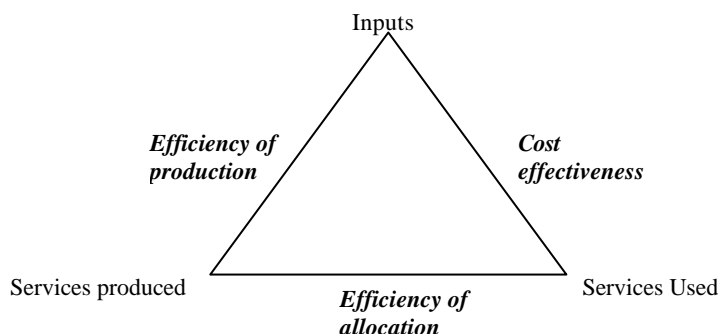 Inputs
Efficiency of
production
Cost
effectiveness
Services produced
Services Used
Efficiency of
allocation